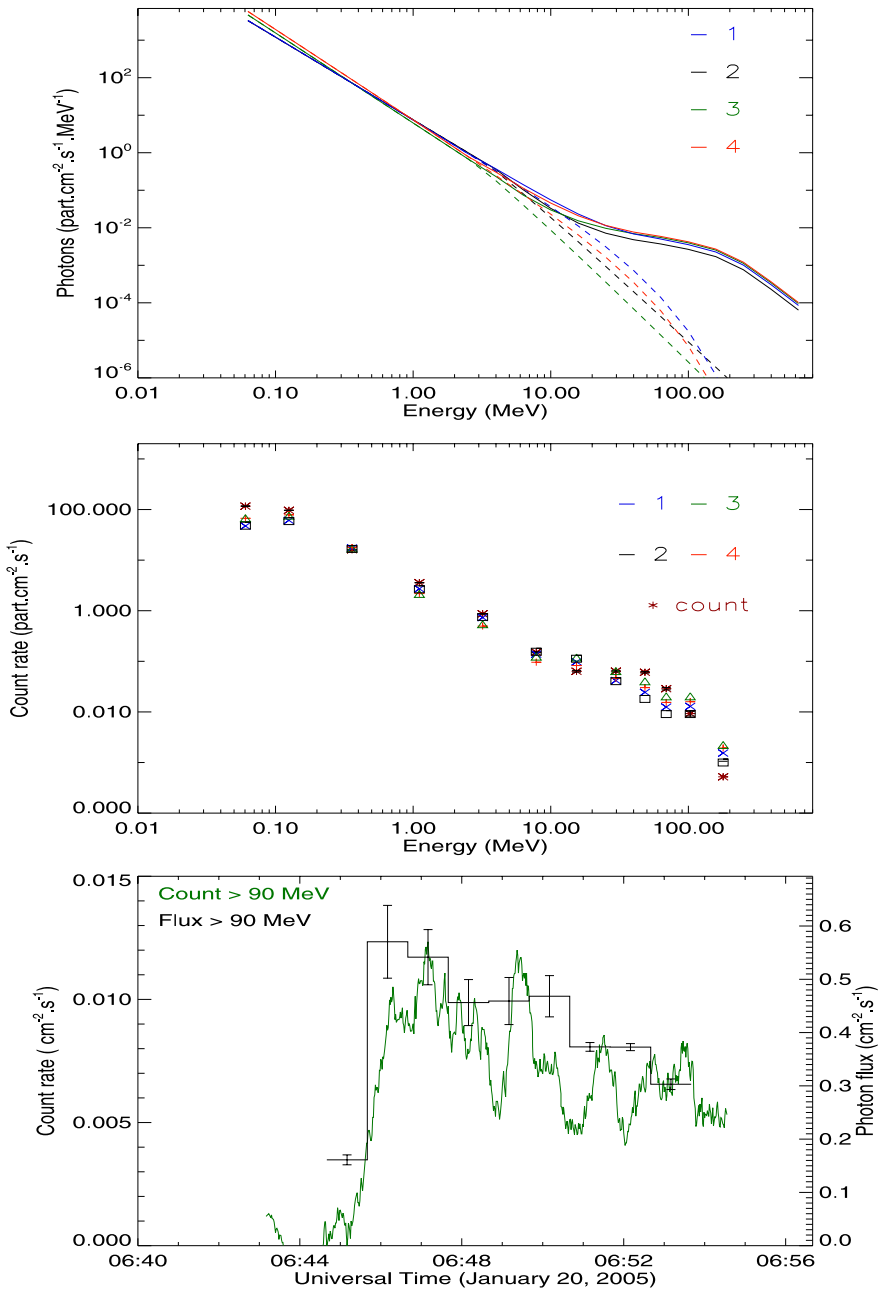 1
2
3
4
10²
10⁰
10⁻²
10⁻⁴
10⁻⁶
Photons (part.cm⁻².s⁻¹.MeV⁻¹)
0.01 0.10 1.00 10.00 100.00
Energy (MeV)
1 3
2 4
count
100.000
1.000
0.010
0.000
Count rate (part.cm⁻².s⁻¹)
0.01 0.10 1.00 10.00 100.00
Energy (MeV)
Count > 90 MeV
Flux > 90 MeV
0.015
0.010
0.005
0.000
Count rate ( cm⁻².s⁻¹)
0.6
0.5
0.4
0.3
0.2
0.1
0.0
Photon flux (cm⁻².s⁻¹)
06:40 06:44 06:48 06:52 06:56
Universal Time (January 20, 2005)